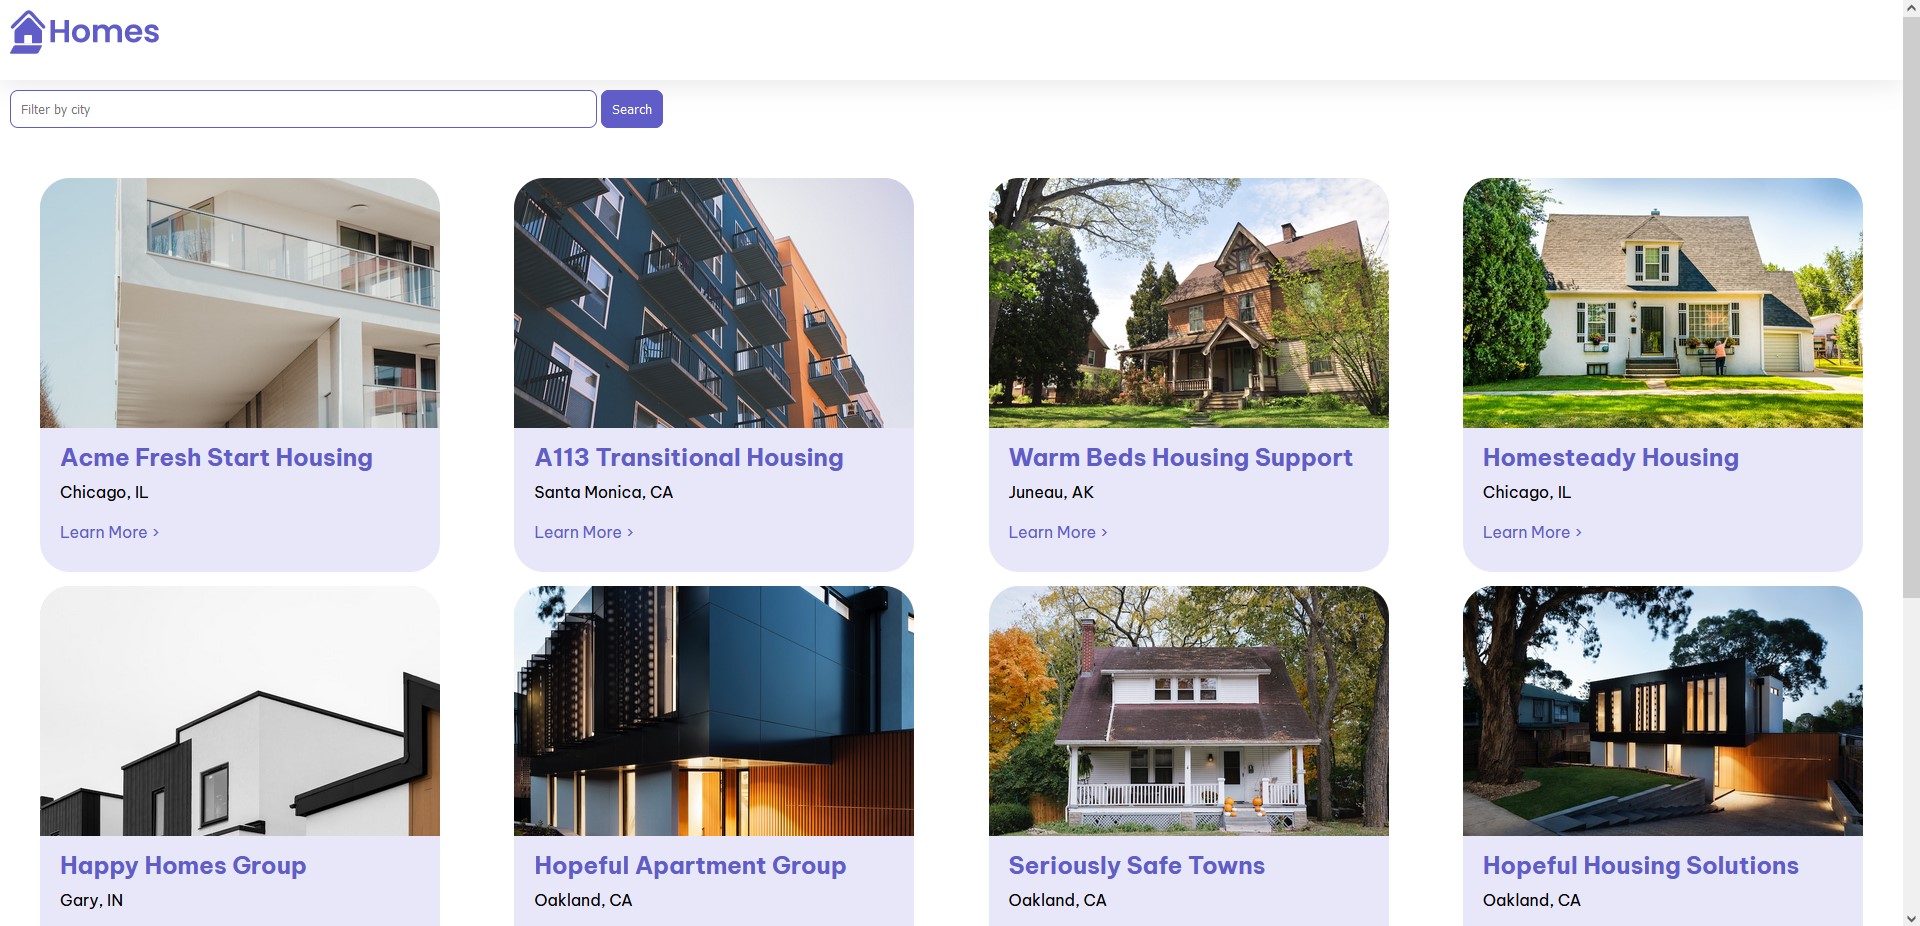 Homes
Filter by city
Search
Acme Fresh Start Housing
Chicago, IL
Learn More >
A113 Transitional Housing
Santa Monica, CA
Learn More >
Warm Beds Housing Support
Juneau, AK
Learn More >
Homesteady Housing
Chicago, IL
Learn More >
Happy Homes Group
Gary, IN
Hopeful Apartment Group
Oakland, CA
Seriously Safe Towns
Oakland, CA
Hopeful Housing Solutions
Oakland, CA